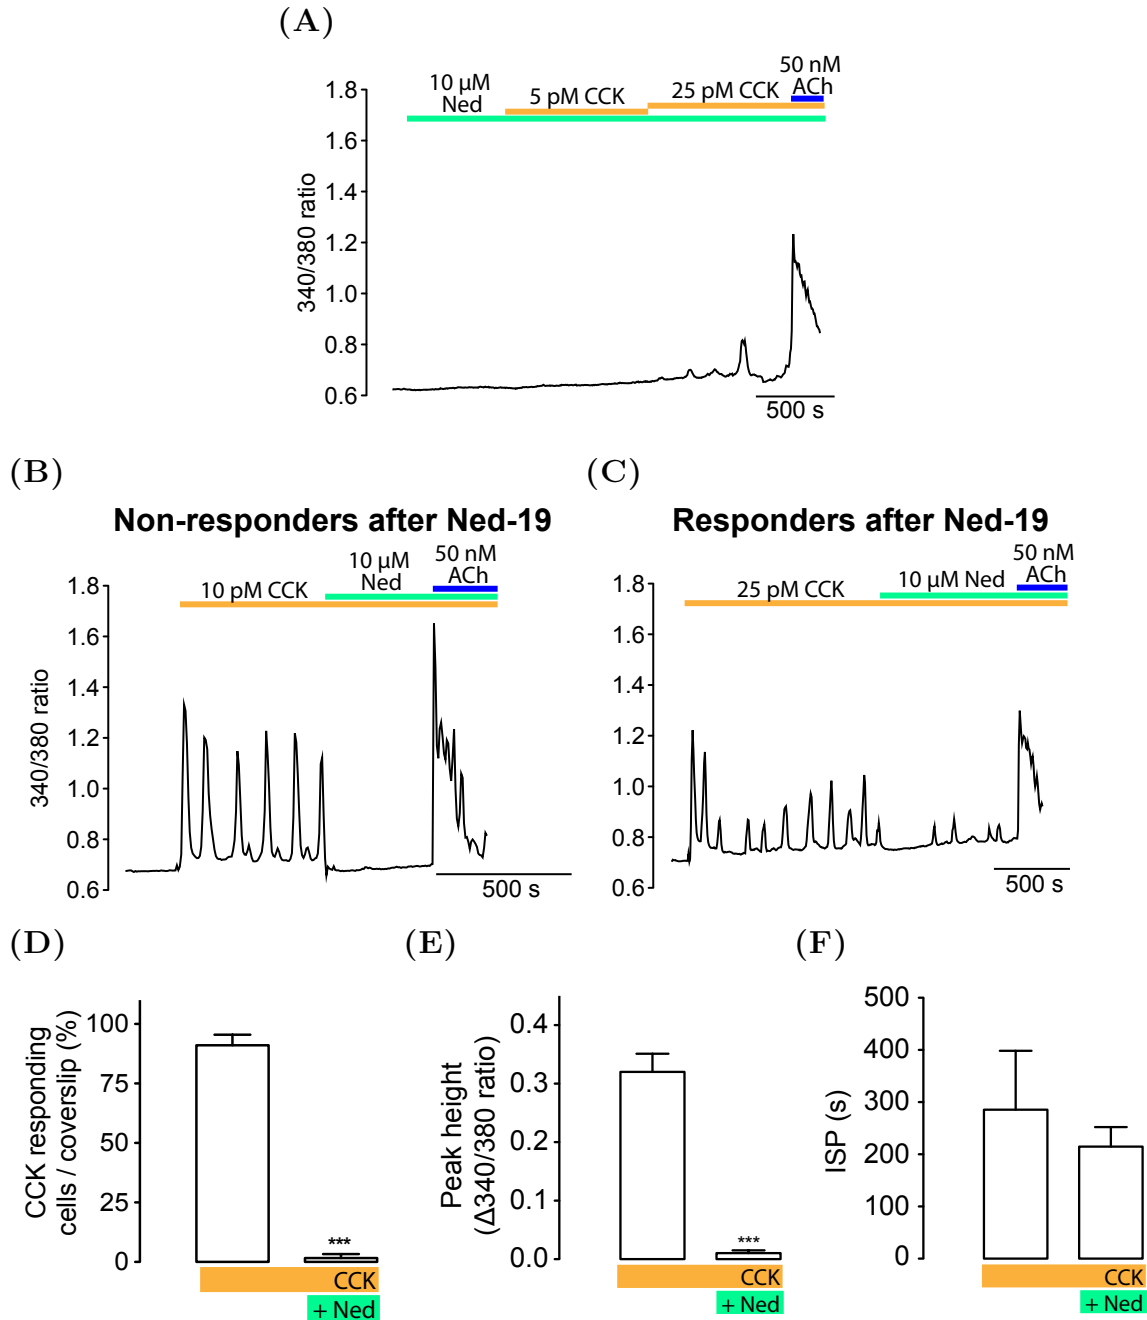 (A)
50 nM
ACh
10 µM
Ned
5 pM CCK
25 pM CCK
1.8
1.6
1.4
1.2
1.0
0.8
0.6
340/380 ratio
500 s
(B)
Non-responders after Ned-19
10 pM CCK
10 µM
Ned
50 nM
ACh
1.8
1.6
1.4
1.2
1.0
0.8
0.6
340/380 ratio
500 s
(C)
Responders after Ned-19
25 pM CCK
10 µM Ned
50 nM
ACh
1.8
1.6
1.4
1.2
1.0
0.8
0.6
500 s
(D)
CCK responding
cells / coverslip (%)
100
75
50
25
0
***
CCK
+ Ned
(E)
Peak height
(Δ340/380 ratio)
0.4
0.3
0.2
0.1
0.0
***
CCK
+ Ned
(F)
ISP (s)
500
400
300
200
100
0
CCK
+ Ned